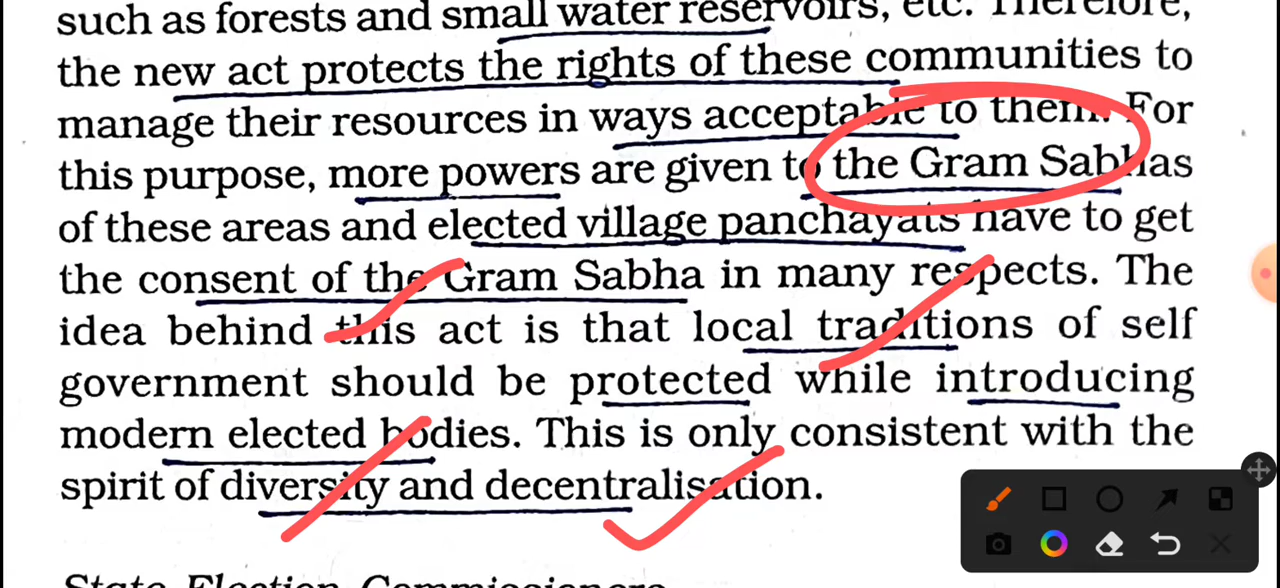 such as forests and small water reservoirs, etc. Therefore,
the new act protects the rights of these communities to
manage their resources in ways acceptable to them. For
this purpose, more powers are given to the Gram Sabhas
of these areas and elected village panchayats have to get
the consent of the Gram Sabha in many respects. The
idea behind this act is that local traditions of self
government should be protected while introducing
modern elected bodies. This is only consistent with the
spirit of diversity and decentralisation.
State Election Commissioners